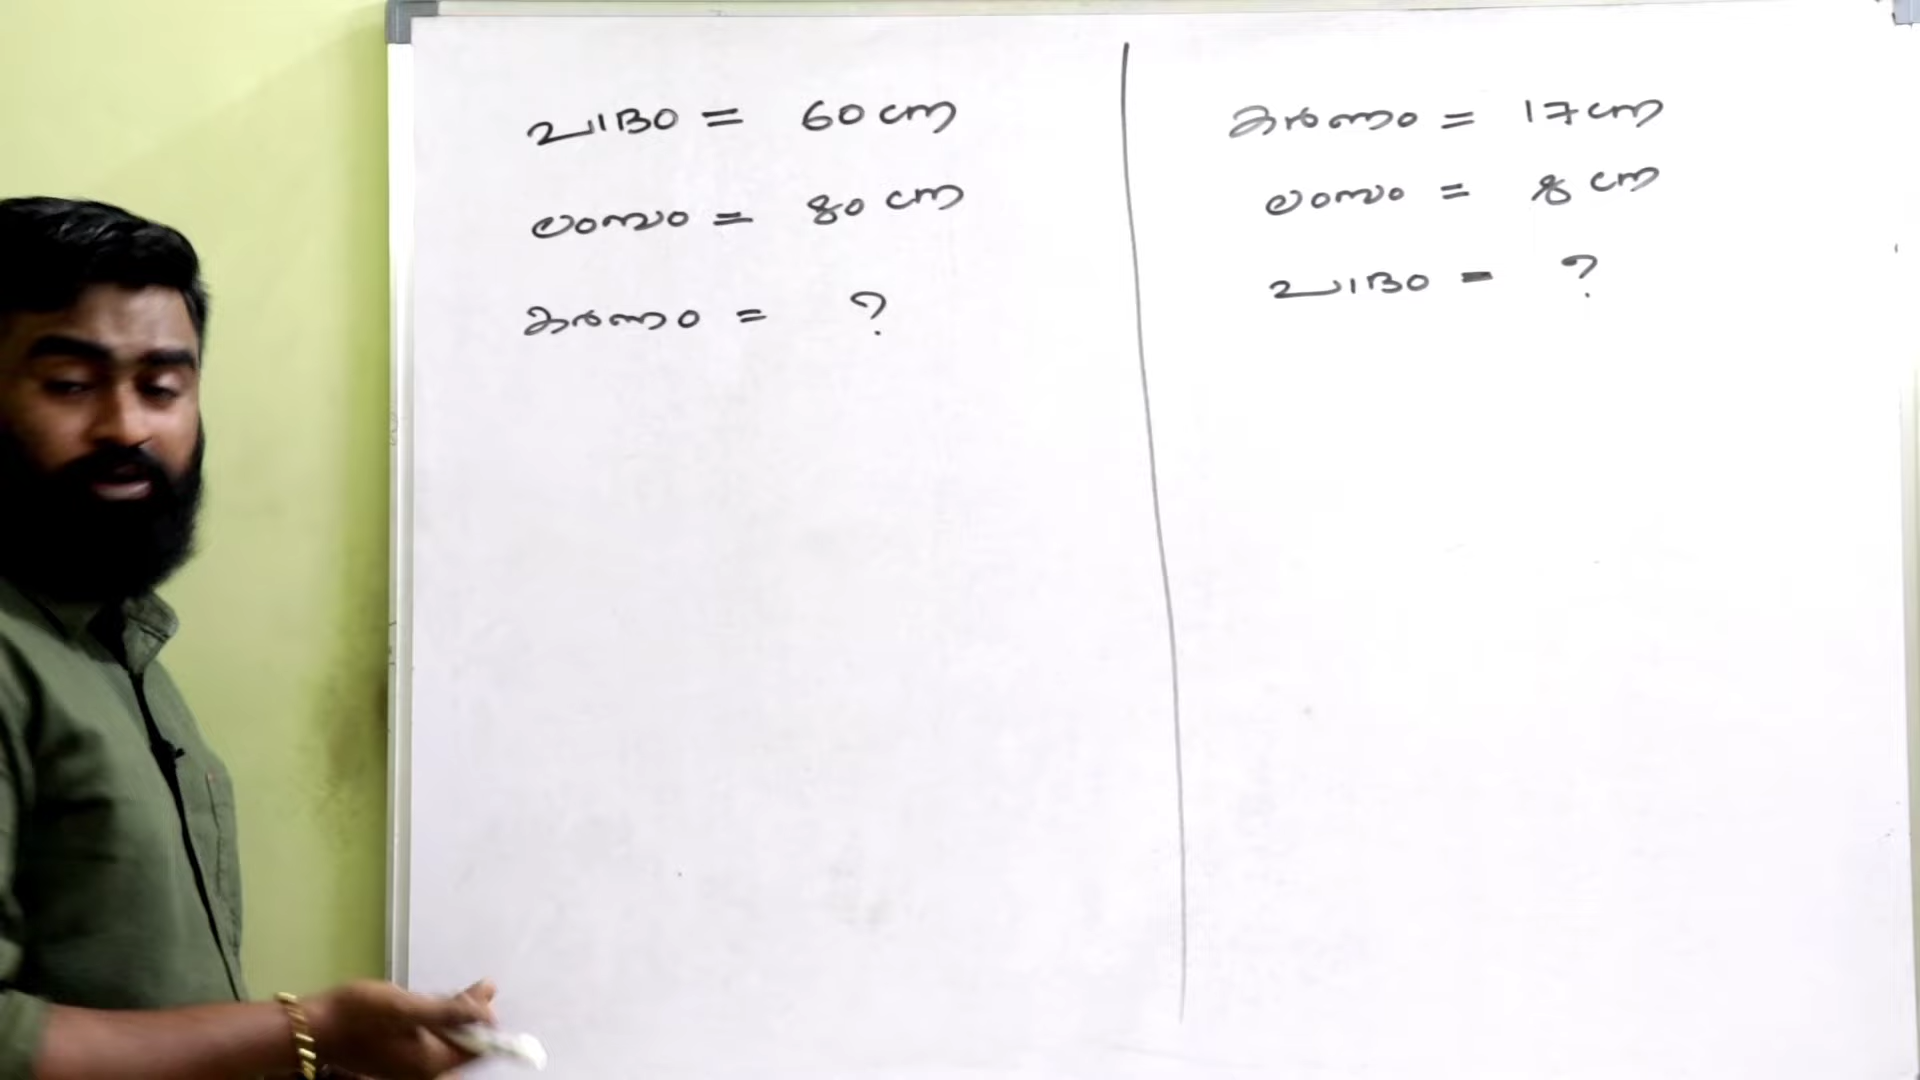 പാദം = 60 cm
ലംബം = 80 cm
കർണ്ണം = ?
കർണ്ണം = 17 cm
ലംബം = 8 cm
പാദം = ?